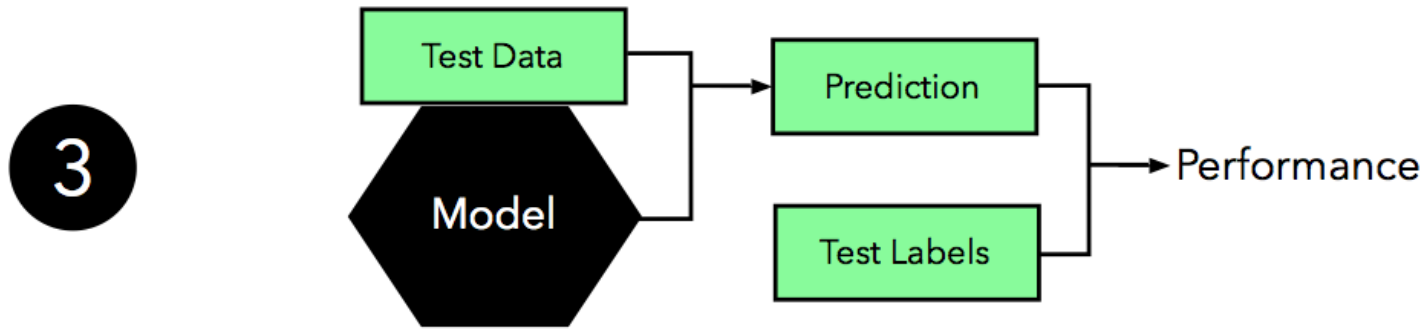 3
Test Data
Model
Prediction
Test Labels
Performance